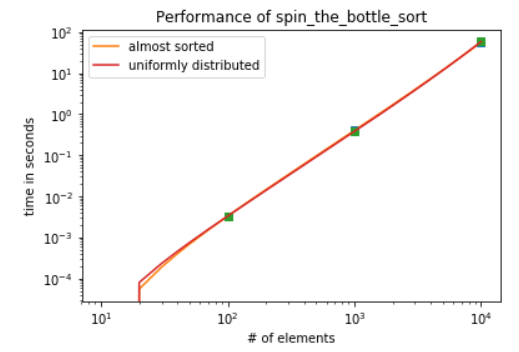 Performance of spin_the_bottle_sort
almost sorted
uniformly distributed
10²
10¹
10⁰
10⁻¹
10⁻²
10⁻³
10⁻⁴
time in seconds
10¹ 10² 10³ 10⁴
# of elements